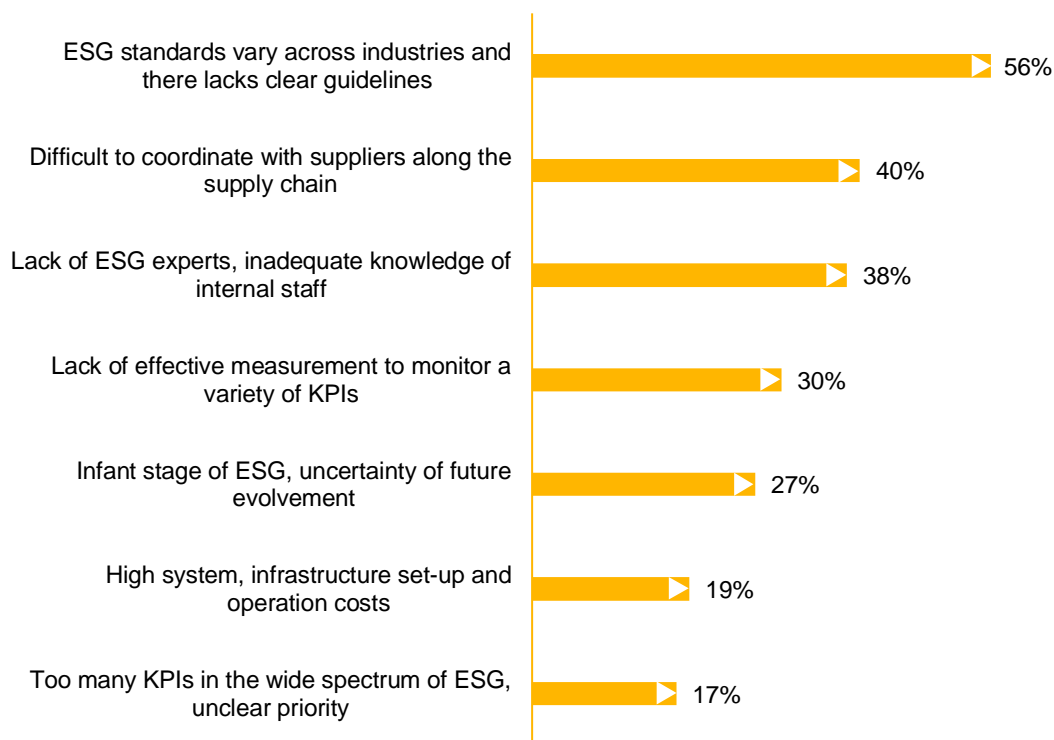 ESG standards vary across industries and
there lacks clear guidelines
56%
Difficult to coordinate with suppliers along the
supply chain
40%
Lack of ESG experts, inadequate knowledge of
internal staff
38%
Lack of effective measurement to monitor a
variety of KPIs
30%
Infant stage of ESG, uncertainty of future
evolvement
27%
High system, infrastructure set-up and
operation costs
19%
Too many KPIs in the wide spectrum of ESG,
unclear priority
17%